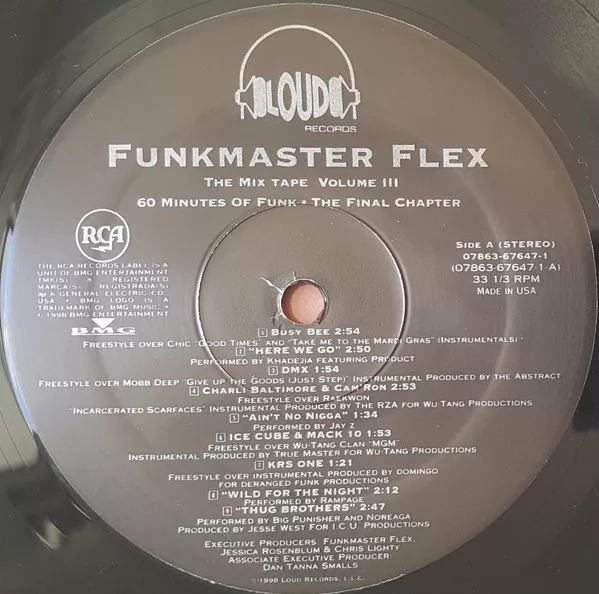 LOUD
RECORDS
FUNKMASTER FLEX
THE MIX TAPE VOLUME III
60 MINUTES OF FUNK • THE FINAL CHAPTER
RCA
THE RCA RECORDS LABEL IS A
UNIT OF BMG ENTERTAINMENT
TMK(S) ® REGISTERED
MARCA(S) REGISTRADA(S)
GENERAL ELECTRIC CO.
USA • BMG LOGO IS A
TRADEMARK OF BMG MUSIC •
© 1998 BMG ENTERTAINMENT
BMG
SIDE A (STEREO)
07863-67647-1
(07863-67647-1-A)
33 1/3 RPM
MADE IN USA
1 BUSY BEE 2:54
FREESTYLE OVER CHIC "GOOD TIMES" AND "TAKE ME TO THE MARDI GRAS" (INSTRUMENTALS)
2 "HERE WE GO" 2:50
PERFORMED BY KHADEJIA FEATURING PRODUCT
3 DMX 1:54
FREESTYLE OVER MOBB DEEP "GIVE UP THE GOODS (JUST STEP)" INSTRUMENTAL PRODUCED BY THE ABSTRACT
4 CHARLI BALTIMORE & CAM'RON 2:53
FREESTYLE OVER RAEKWON
"INCARCERATED SCARFACES" INSTRUMENTAL PRODUCED BY THE RZA FOR WU-TANG PRODUCTIONS
5 "AIN'T NO NIGGA" 1:34
PERFORMED BY JAY Z
6 ICE CUBE & MACK 10 1:53
FREESTYLE OVER WU-TANG CLAN "MGM"
INSTRUMENTAL PRODUCED BY TRUE MASTER FOR WU-TANG PRODUCTIONS
7 KRS ONE 1:21
FREESTYLE OVER INSTRUMENTAL PRODUCED BY DOMINGO
FOR DERANGED FUNK PRODUCTIONS
8 "WILD FOR THE NIGHT" 2:12
PERFORMED BY RAMPAGE
9 "THUG BROTHERS" 2:47
PERFORMED BY BIG PUNISHER AND NOREAGA
PRODUCED BY JESSE WEST FOR I.C.U. PRODUCTIONS
EXECUTIVE PRODUCERS FUNKMASTER FLEX,
JESSICA ROSENBLUM & CHRIS LIGHTY
ASSOCIATE EXECUTIVE PRODUCER
DAN TANNA SMALLS
©1998 LOUD RECORDS, L.L.C.